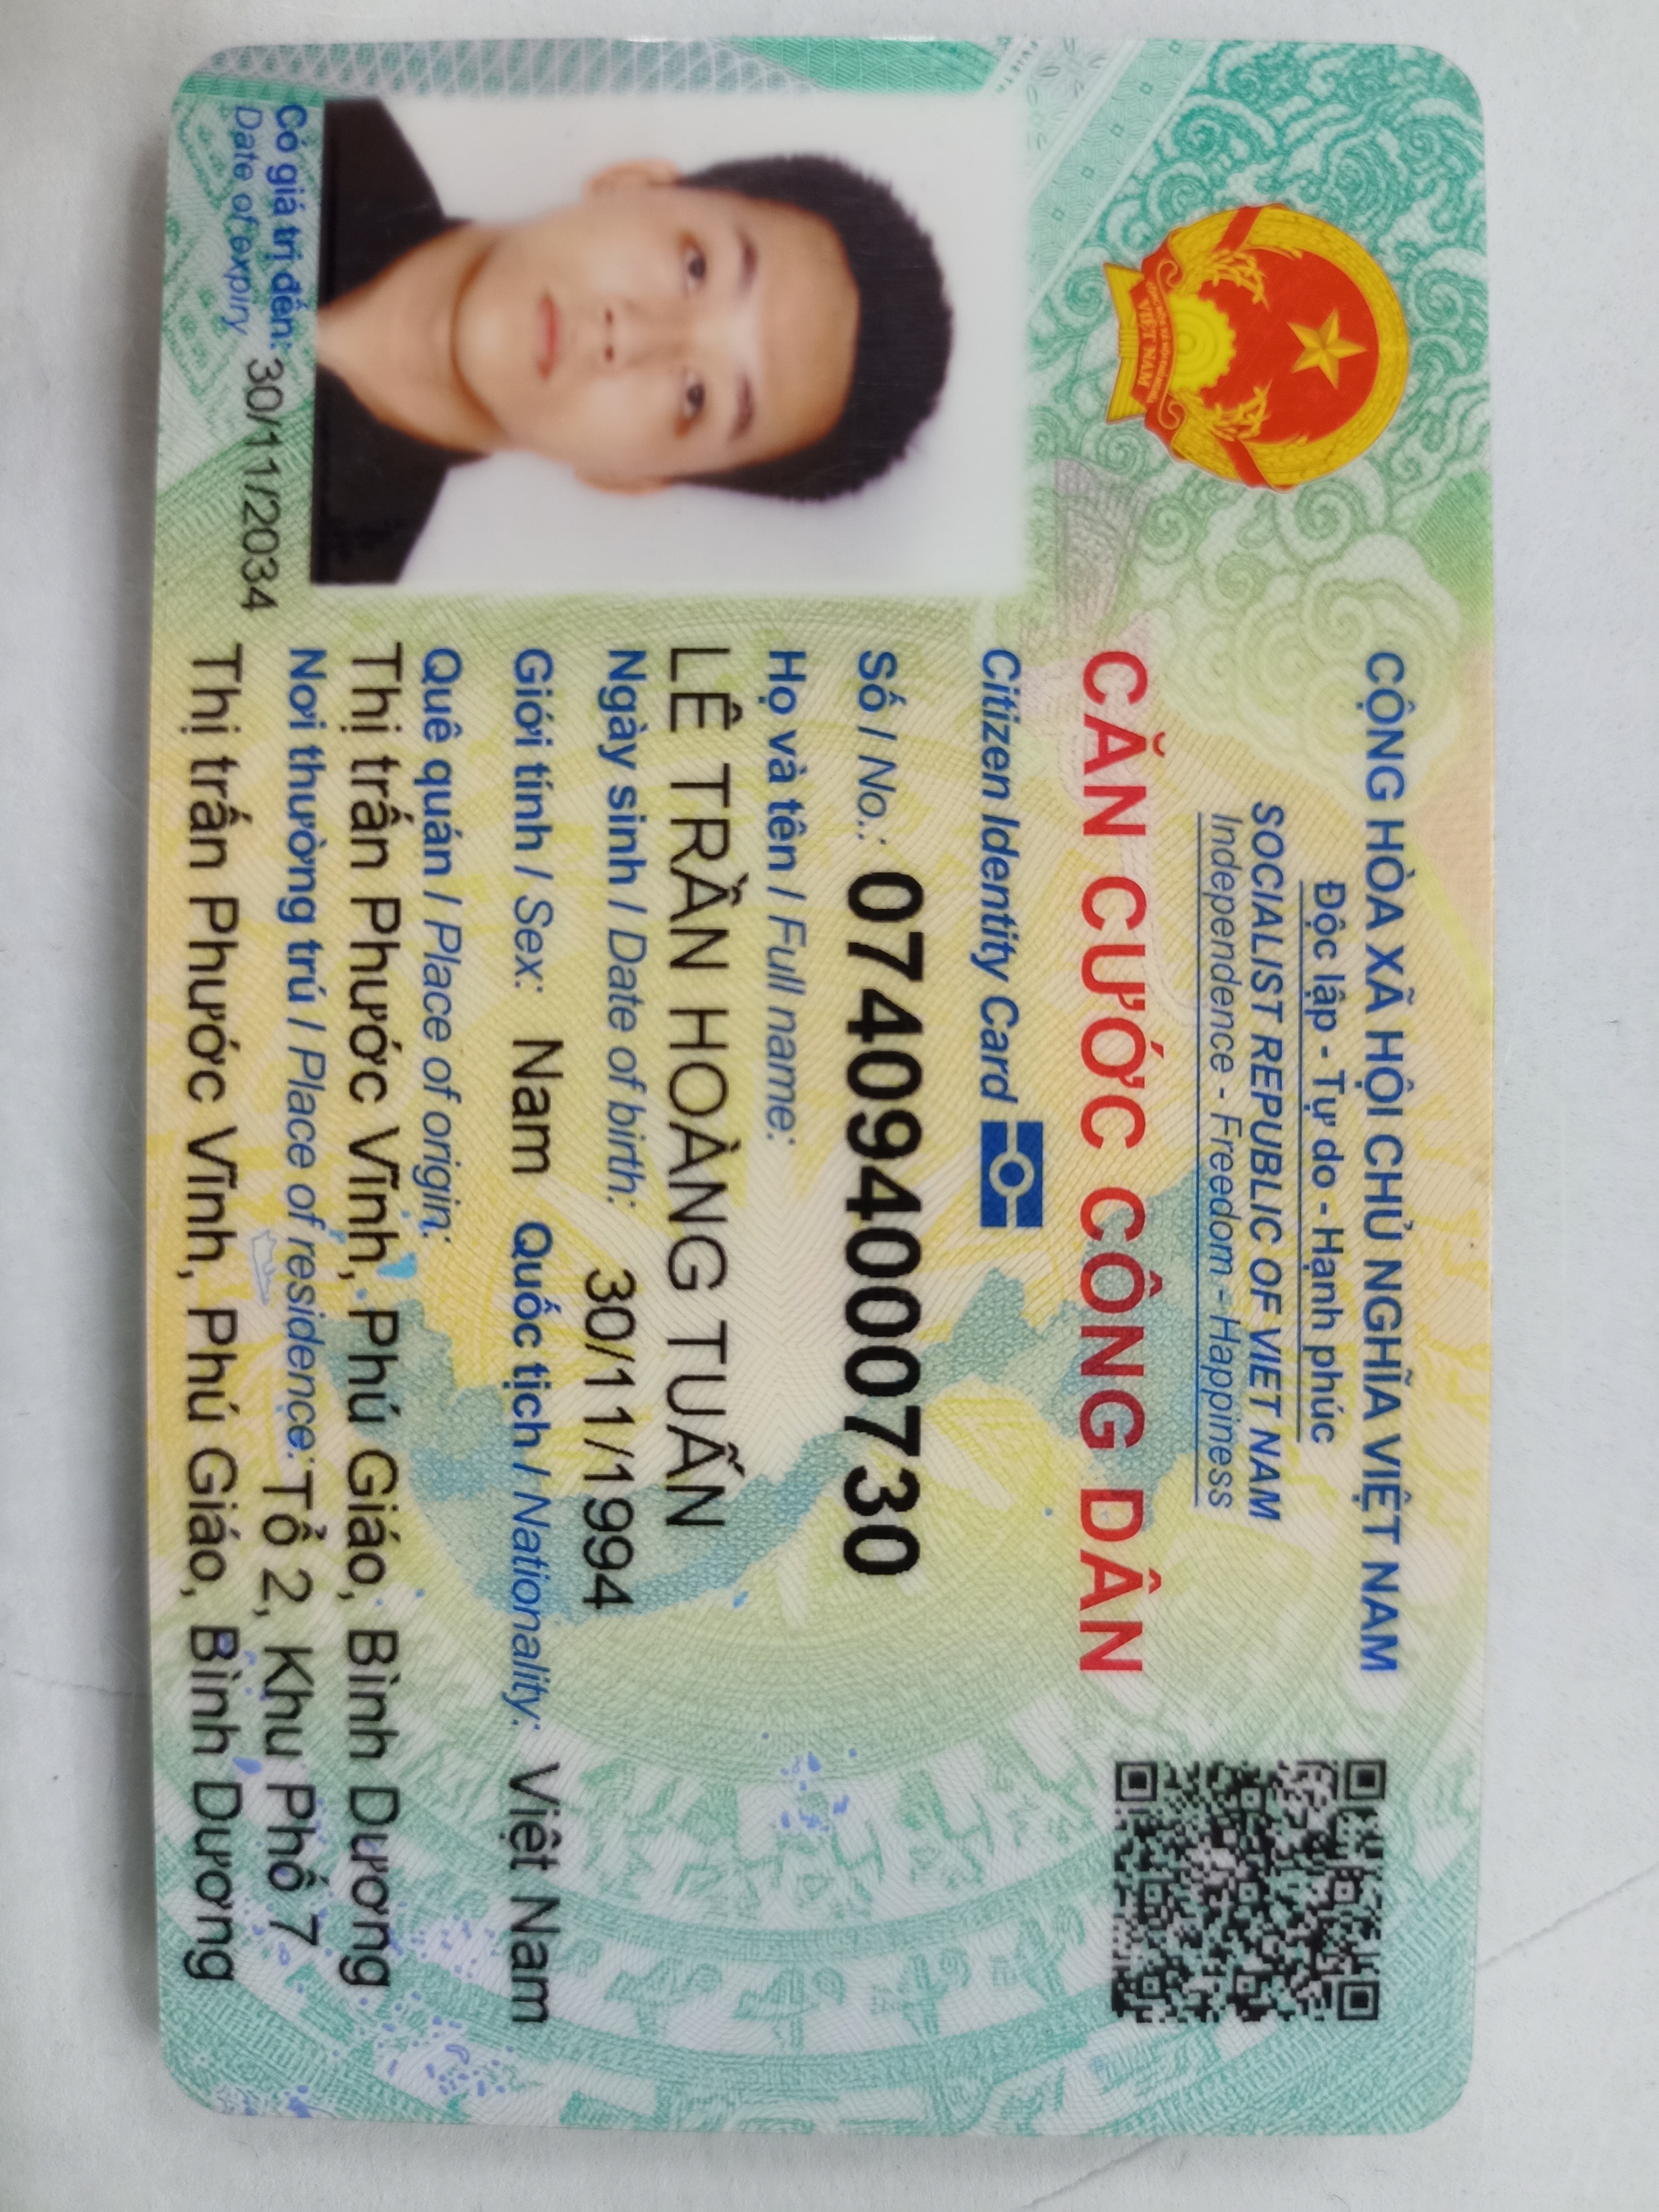 CỘNG HÒA XÃ HỘI CHỦ NGHĨA VIỆT NAM
Độc lập - Tự do - Hạnh phúc
SOCIALIST REPUBLIC OF VIET NAM
Independence - Freedom - Happiness
VIỆT NAM
CĂN CƯỚC CÔNG DÂN
Citizen Identity Card
Số / No.: 074094000730
Họ và tên / Full name:
LÊ TRẦN HOÀNG TUẤN
Ngày sinh / Date of birth: 30/11/1994
Giới tính / Sex: Nam Quốc tịch / Nationality: Việt Nam
Quê quán / Place of origin:
Thị trấn Phước Vĩnh, Phú Giáo, Bình Dương
Nơi thường trú / Place of residence: Tổ 2, Khu Phố 7
Thị trấn Phước Vĩnh, Phú Giáo, Bình Dương
Có giá trị đến: 30/11/2034
Date of expiry